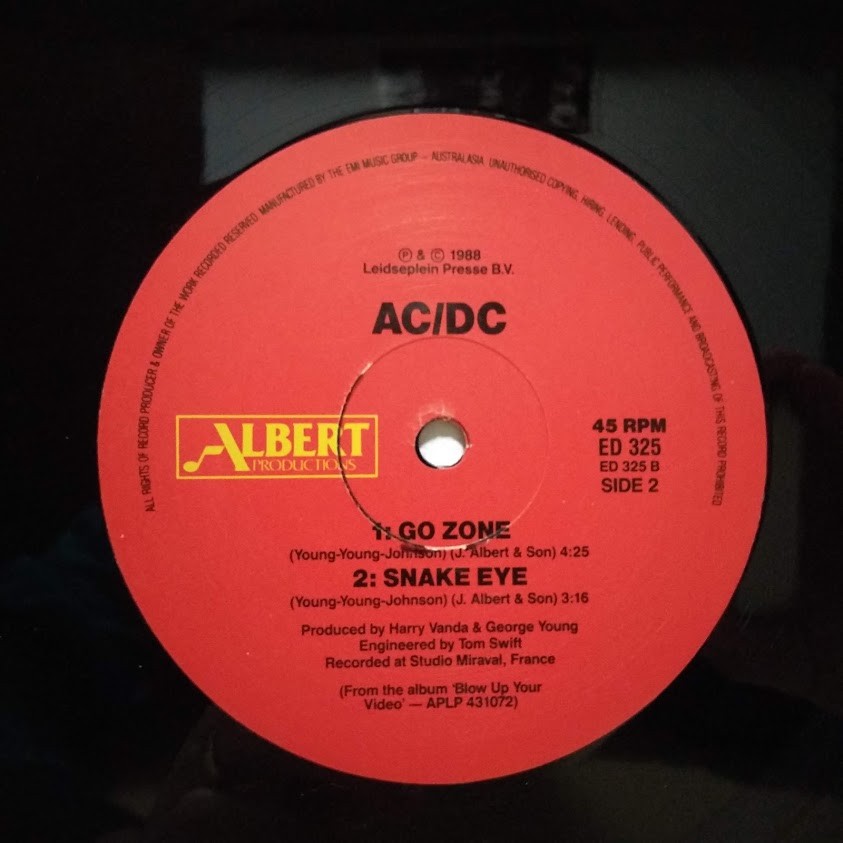 ALL RIGHTS OF RECORD PRODUCER & OWNER OF THE WORK RECORDED RESERVED. MANUFACTURED BY THE EMI MUSIC GROUP – AUSTRALASIA. UNAUTHORISED COPYING, HIRING, LENDING, PUBLIC PERFORMANCE AND BROADCASTING OF THIS RECORD PROHIBITED
Ⓟ & © 1988
Leidseplein Presse B.V.
AC/DC
ALBERT
PRODUCTIONS
45 RPM
ED 325
ED 325 B
SIDE 2
1: GO ZONE
(Young-Young-Johnson) (J. Albert & Son) 4:25
2: SNAKE EYE
(Young-Young-Johnson) (J. Albert & Son) 3:16
Produced by Harry Vanda & George Young
Engineered by Tom Swift
Recorded at Studio Miraval, France
(From the album 'Blow Up Your
Video' — APLP 431072)